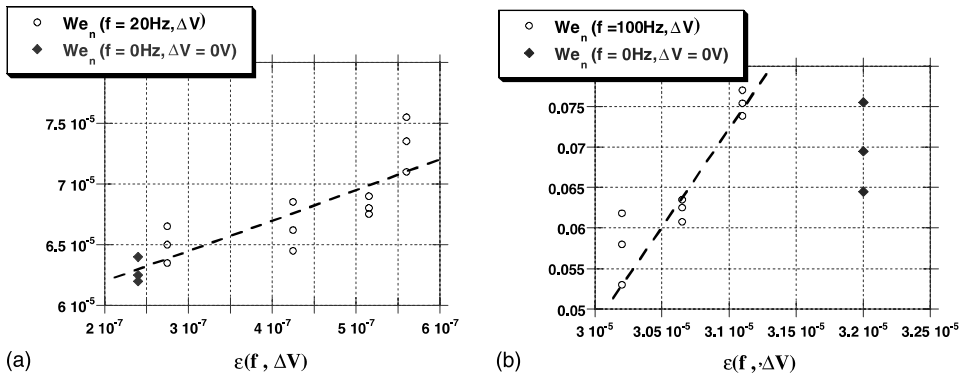 We_n (f = 20Hz, ΔV)
We_n (f = 0Hz, ΔV = 0V)
7.5 10^-5
7 10^-5
6.5 10^-5
6 10^-5
2 10^-7 3 10^-7 4 10^-7 5 10^-7 6 10^-7
(a) ε(f , ΔV)
We_n (f =100Hz, ΔV)
We_n (f = 0Hz, ΔV = 0V)
0.075
0.07
0.065
0.06
0.055
0.05
3 10^-5 3.05 10^-5 3.1 10^-5 3.15 10^-5 3.2 10^-5 3.25 10^-5
(b) ε(f , ·ΔV)